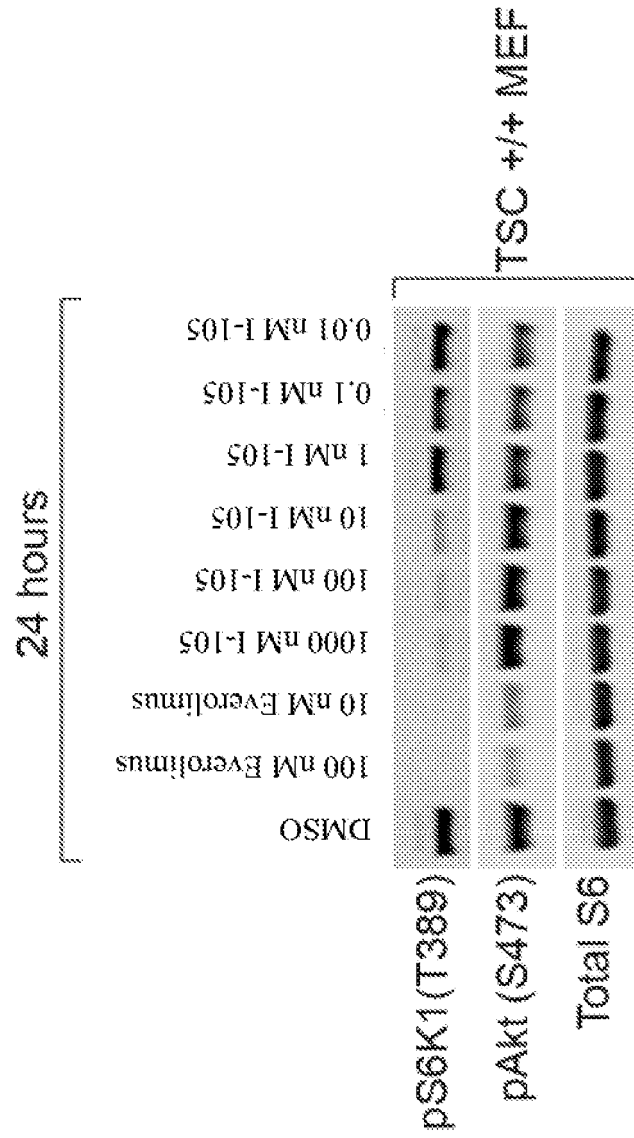 24 hours
DMSO
100 nM Everolimus
10 nM Everolimus
1000 nM I-105
100 nM I-105
10 nM I-105
1 nM I-105
0.1 nM I-105
0.01 nM I-105
pS6K1(T389)
pAkt (S473)
Total S6
TSC +/+ MEF